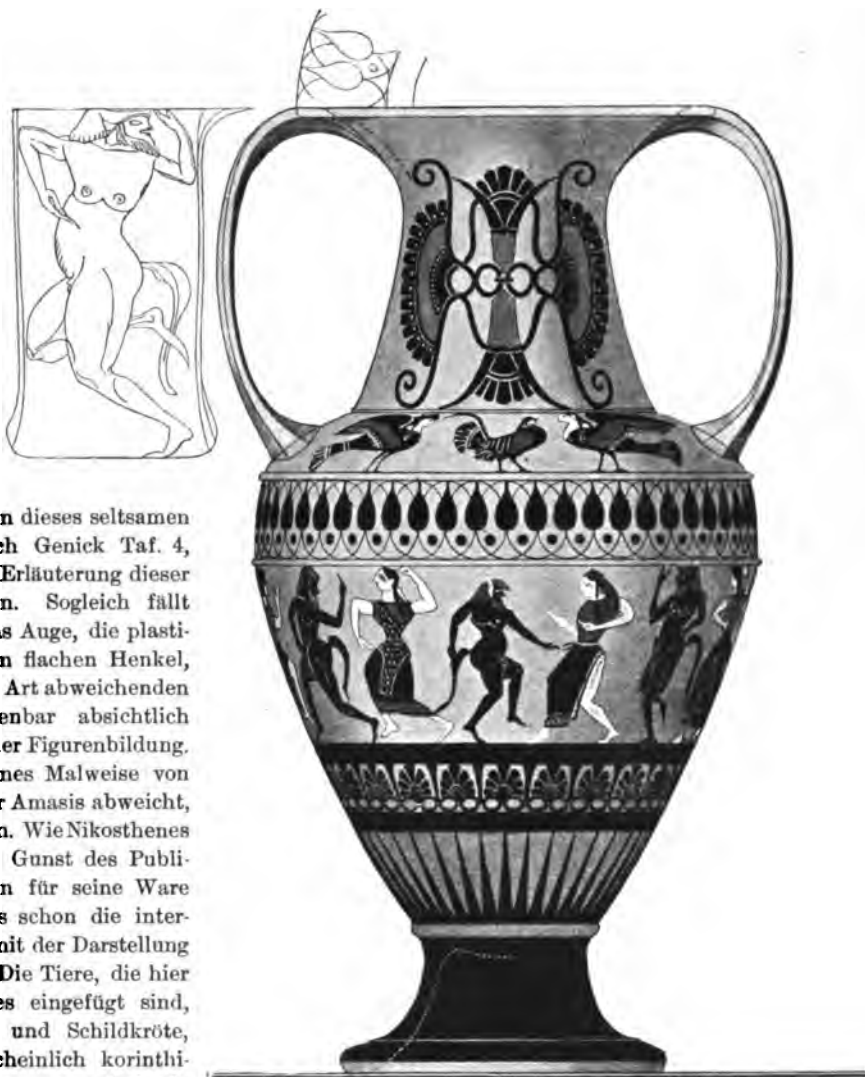 n dieses seltsamen
ch Genick Taf. 4,
Erläuterung dieser
n. Sogleich fällt
as Auge, die plasti-
n flachen Henkel,
Art abweichenden
enbar absichtlich
er Figurenbildung.
nes Malweise von
r Amasis abweicht,
n. Wie Nikosthenes
Gunst des Publi-
n für seine Ware
s schon die inter-
nit der Darstellung
Die Tiere, die hier
es eingefügt sind,
und Schildkröte,
cheinlich korinthi-